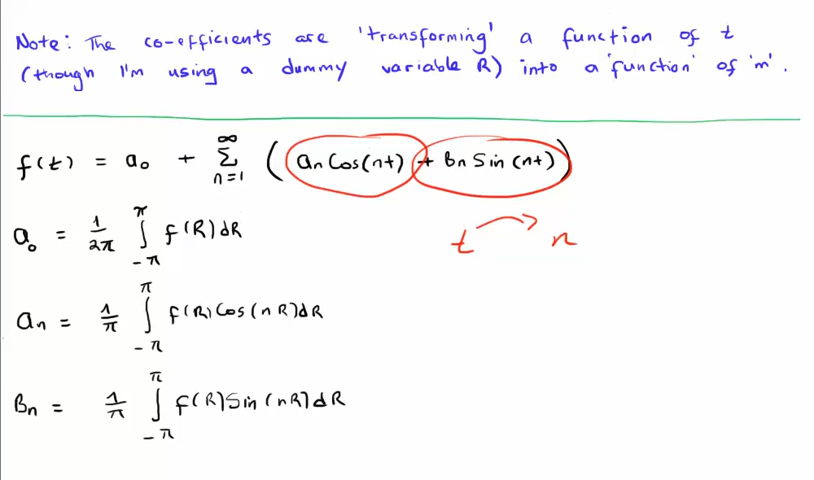 Note: The co-efficients are 'transforming' a function of t
(though I'm using a dummy variable R) into a 'function' of 'm'.
f(t) = a₀ + ∞ Σ n=1 (an Cos(nt) + Bn Sin(nt))
t → n
a₀ = 1/2π ∫ π -π f(R)dR
an = 1/π ∫ π -π f(R)Cos(nR)dR
Bn = 1/π ∫ π -π f(R)Sin(nR)dR